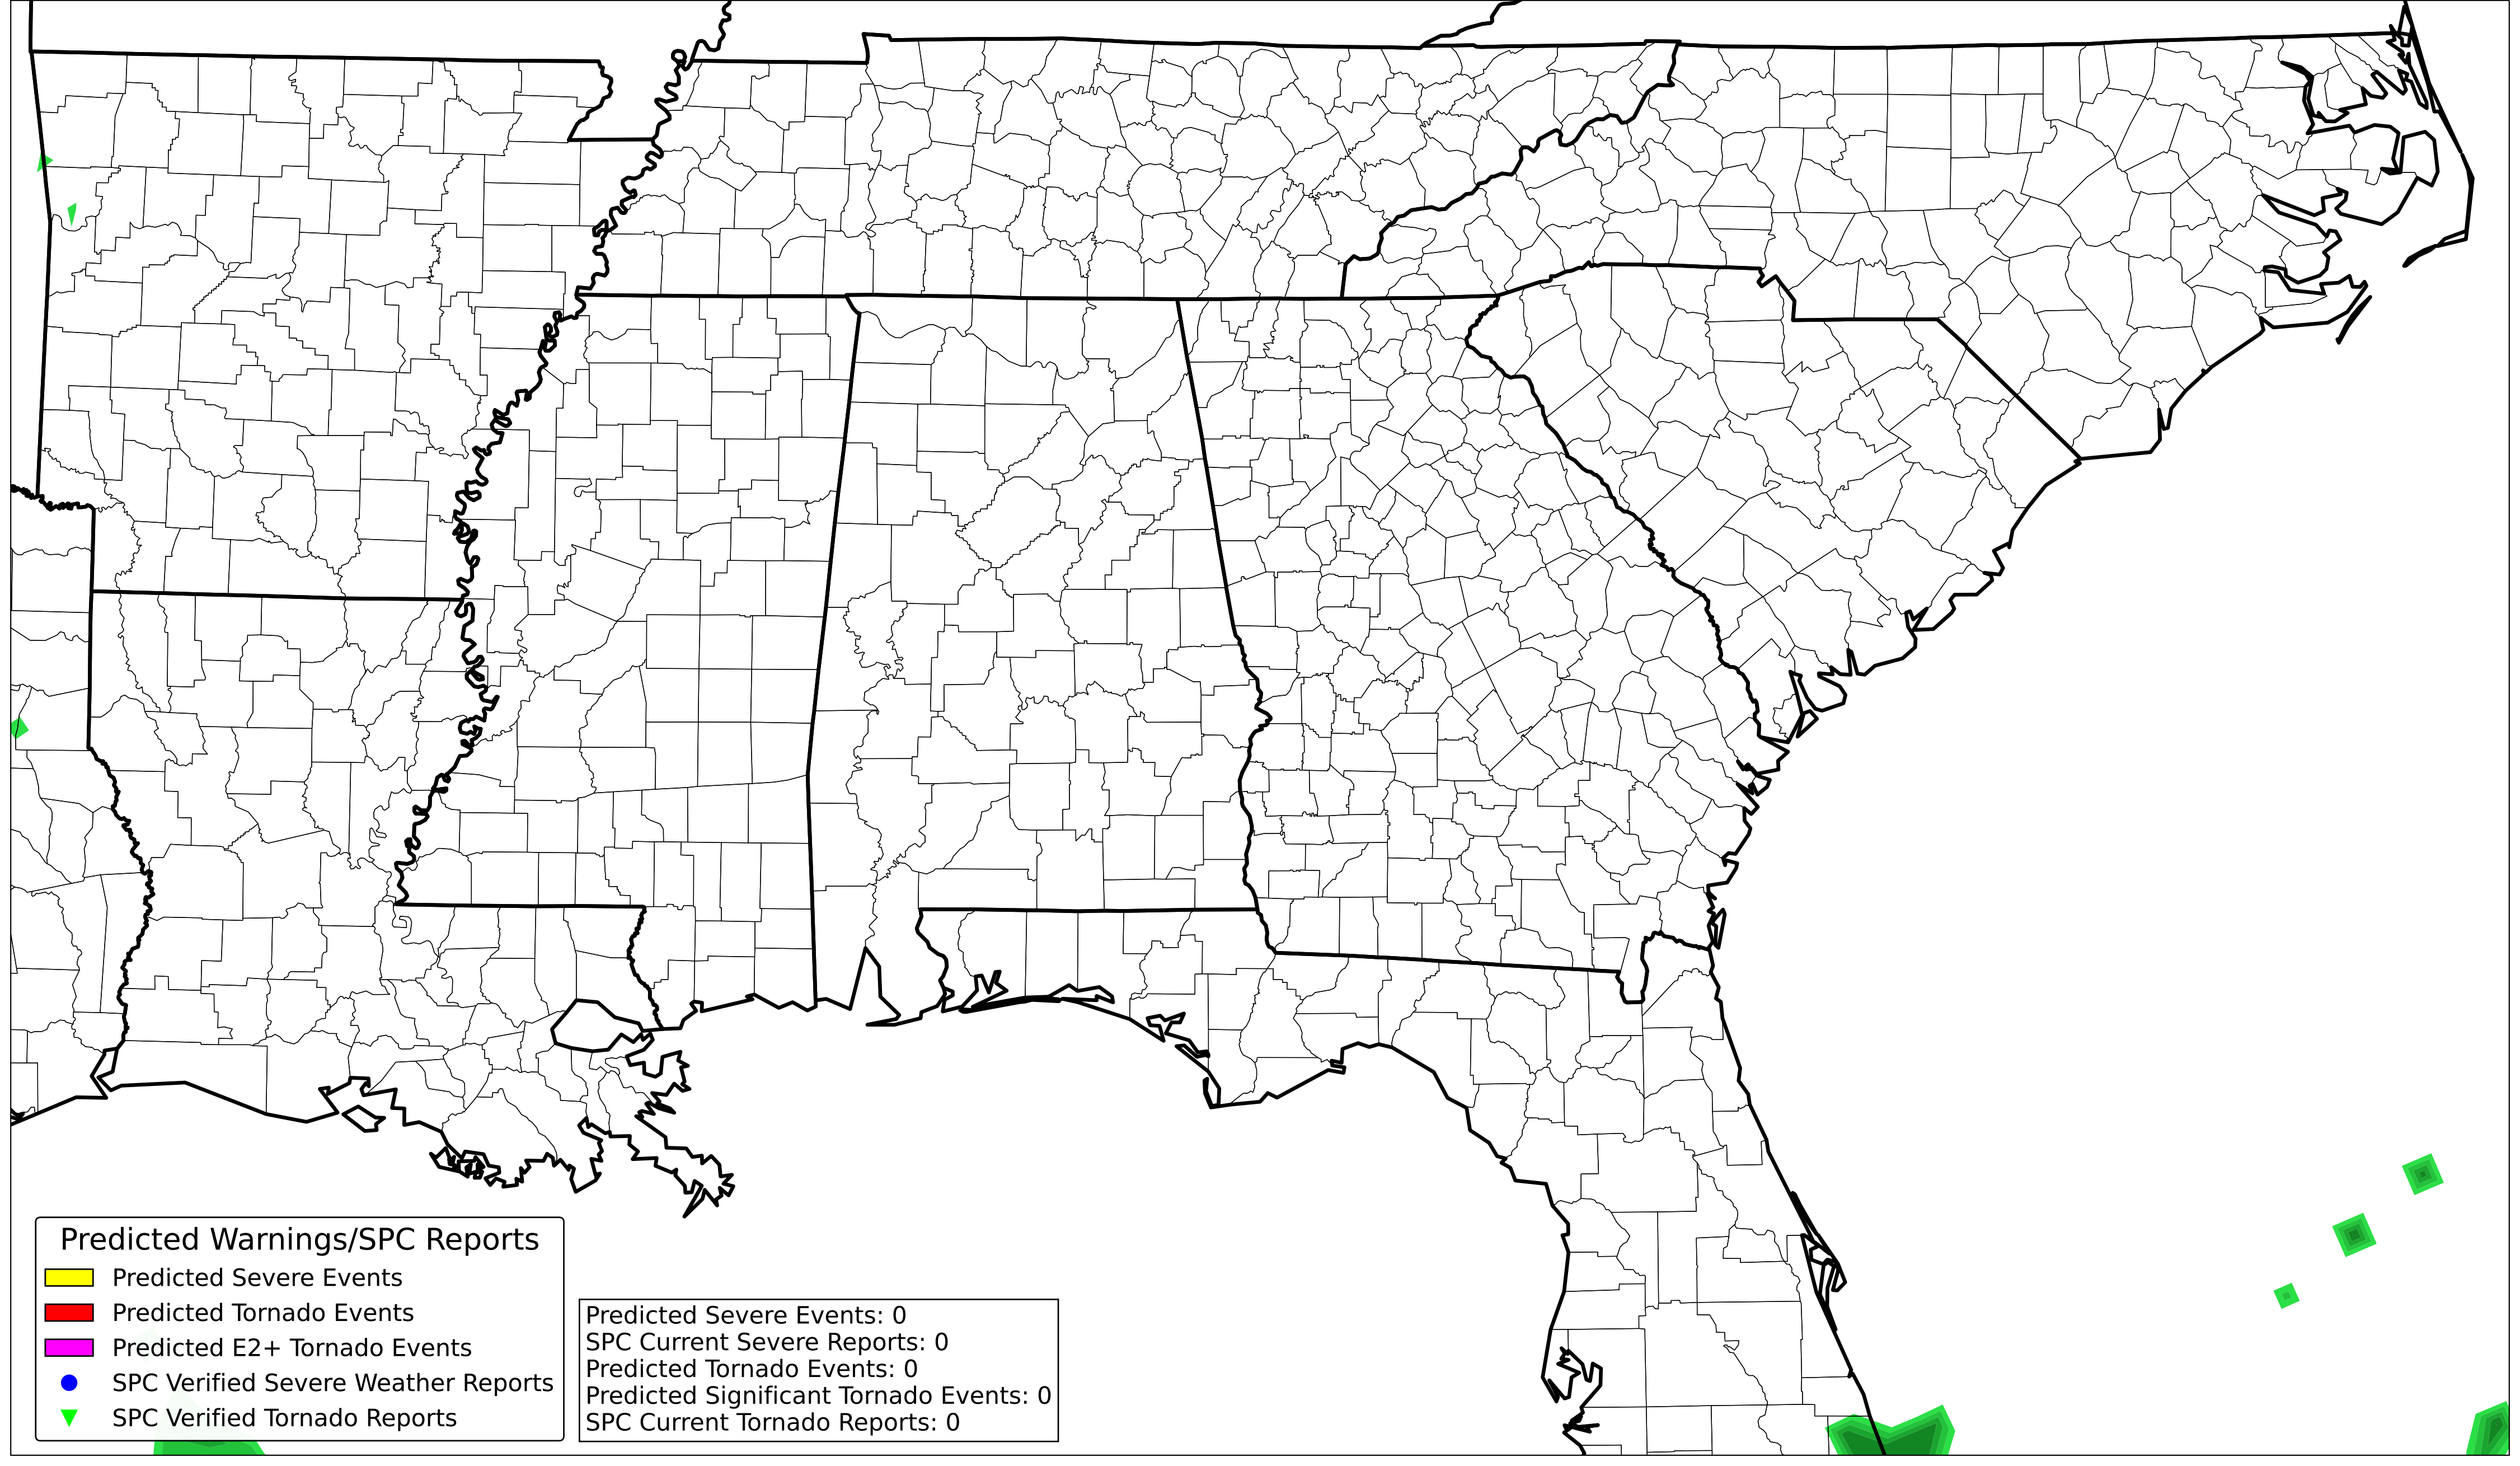 Predicted Warnings/SPC Reports
Predicted Severe Events
Predicted Tornado Events
Predicted E2+ Tornado Events
SPC Verified Severe Weather Reports
SPC Verified Tornado Reports
Predicted Severe Events: 0
SPC Current Severe Reports: 0
Predicted Tornado Events: 0
Predicted Significant Tornado Events: 0
SPC Current Tornado Reports: 0